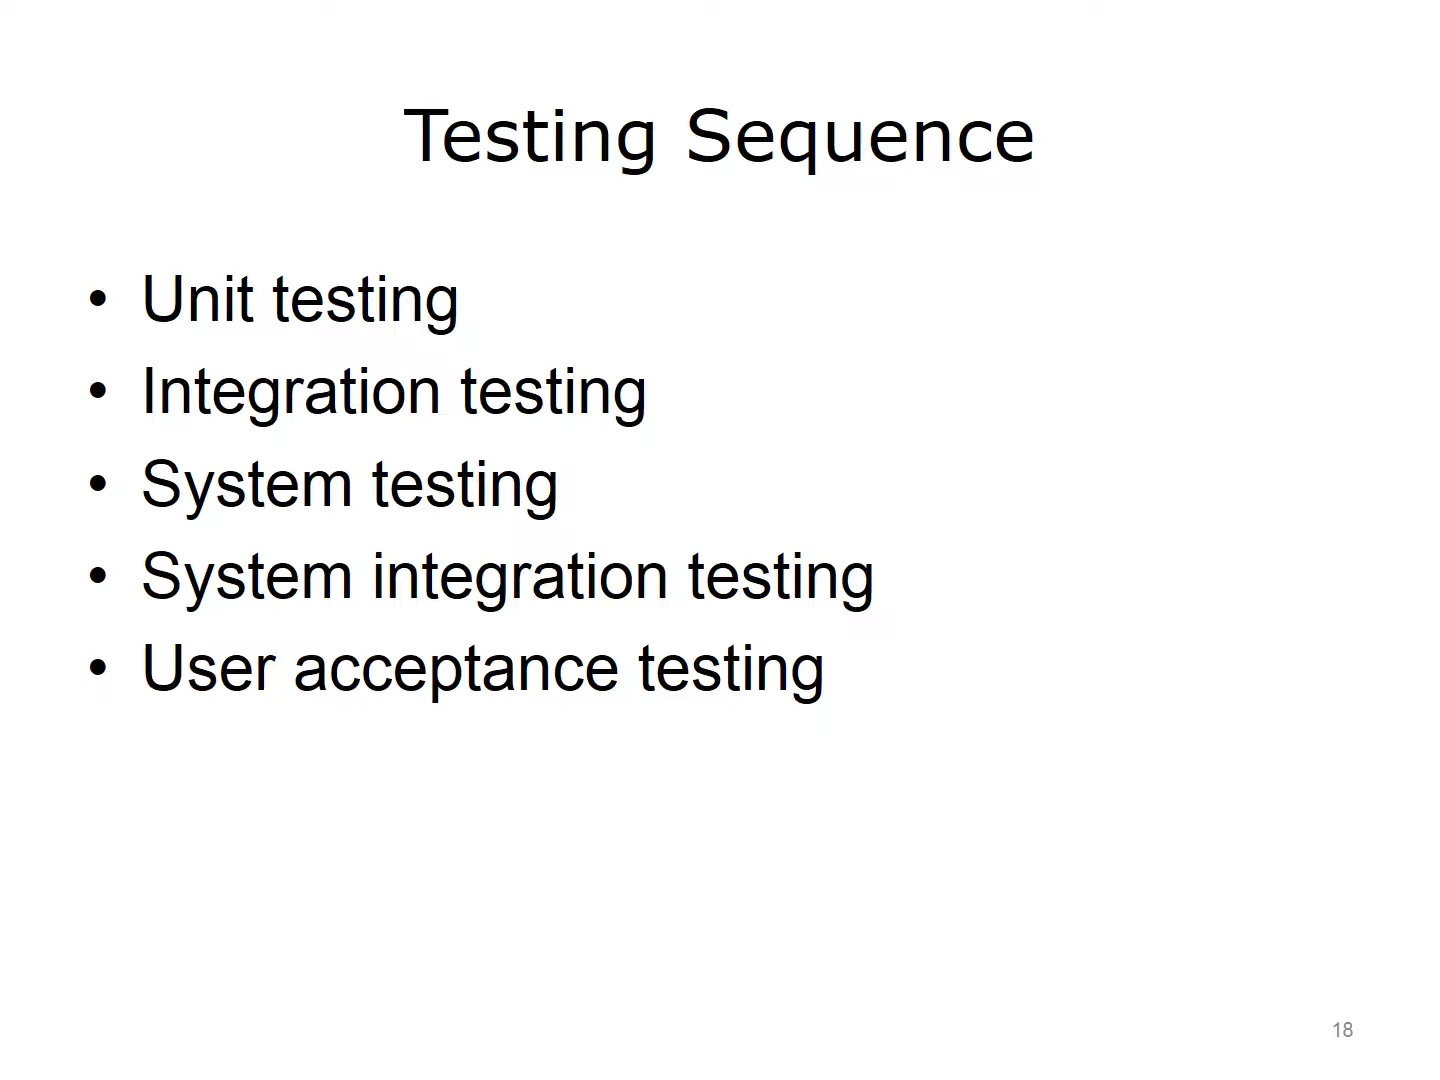 Testing Sequence
• Unit testing
• Integration testing
• System testing
• System integration testing
• User acceptance testing
18